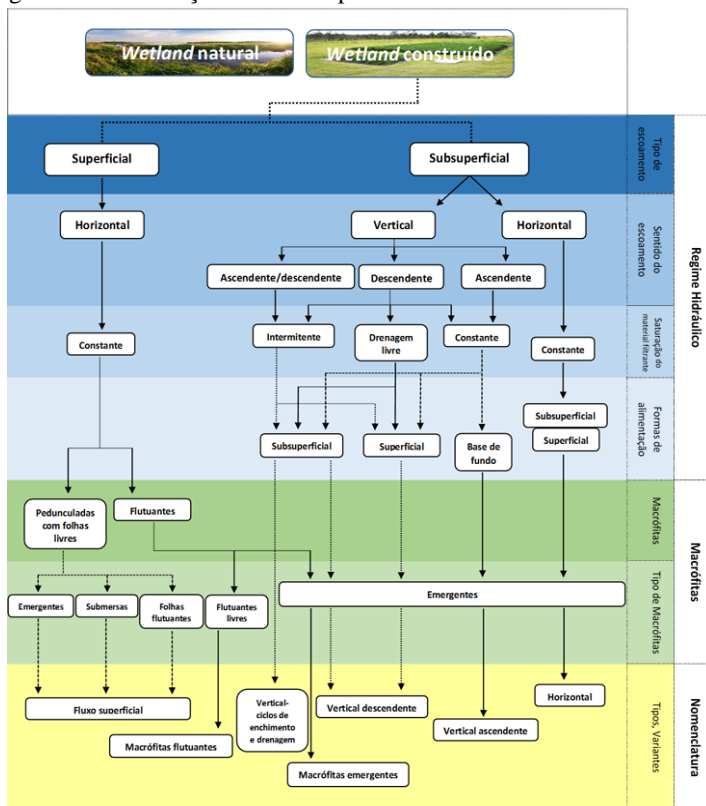 Wetland natural
Wetland construído
Superficial
Subsuperficial
Tipo de
escoamento
Horizontal
Vertical
Horizontal
Sentido do
escoamento
Ascendente/descendente
Descendente
Ascendente
Regime Hidráulico
Intermitente
Drenagem
livre
Constante
Constante
Constante
Saturação do
material filtrante
Subsuperficial
Superficial
Base de
fundo
Subsuperficial
Superficial
Formas de
alimentação
Pedunculadas
com folhas
livres
Flutuantes
Macrófitas
Macrófitas
Emergentes
Submersas
Folhas
flutuantes
Flutuantes
livres
Emergentes
Tipo de Macrófitas
Fluxo superficial
Macrófitas flutuantes
Vertical-
ciclos de
enchimento
e drenagem
Vertical descendente
Macrófitas emergentes
Vertical ascendente
Horizontal
Tipos, Variantes
Nomenclatura